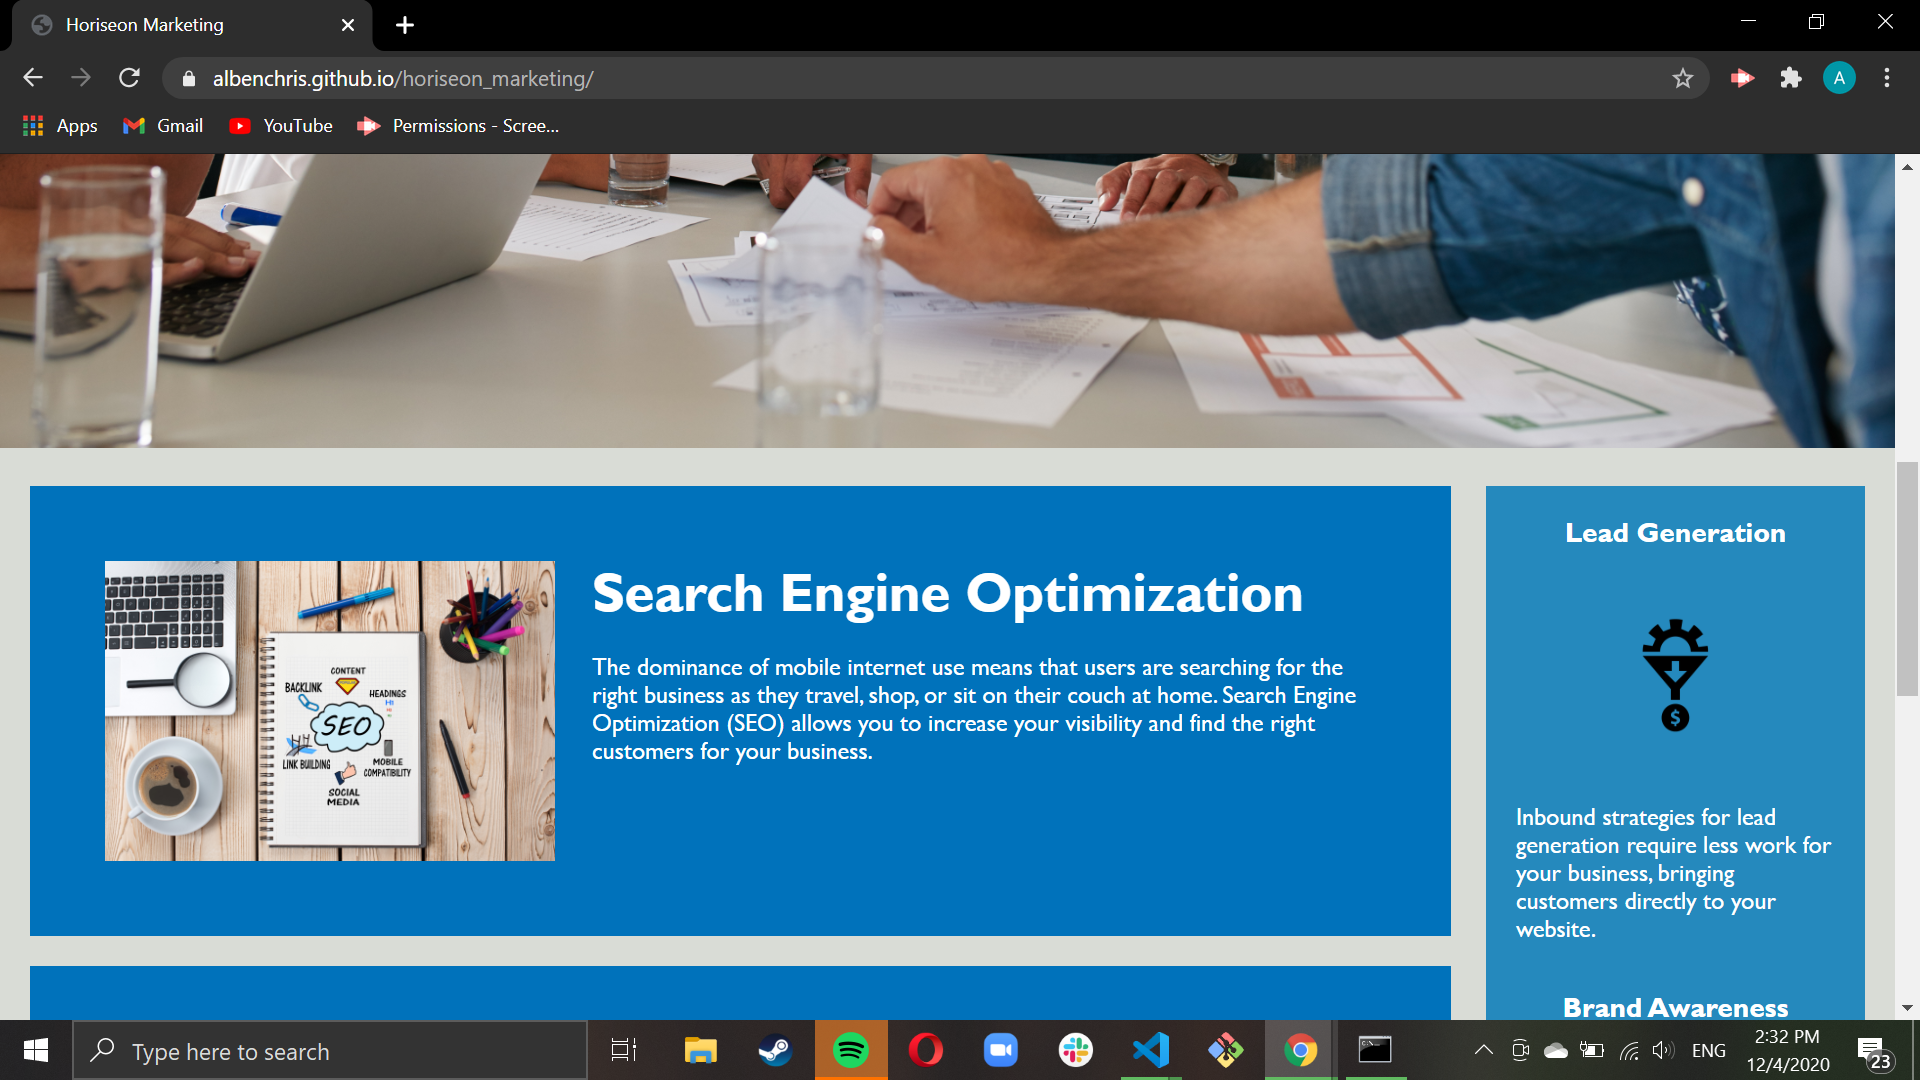 Horiseon Marketing
albenchris.github.io/horiseon_marketing/
A
Apps
Gmail
YouTube
Permissions - Scree...
Search Engine Optimization
The dominance of mobile internet use means that users are searching for the
right business as they travel, shop, or sit on their couch at home. Search Engine
Optimization (SEO) allows you to increase your visibility and find the right
customers for your business.
CONTENT
BACKLINK
HEADINGS
H1
SEO
LINK BUILDING
MOBILE
COMPATIBILITY
SOCIAL
MEDIA
Lead Generation
$
Inbound strategies for lead
generation require less work for
your business, bringing
customers directly to your
website.
Brand Awareness
Type here to search
ENG
2:32 PM
12/4/2020
23